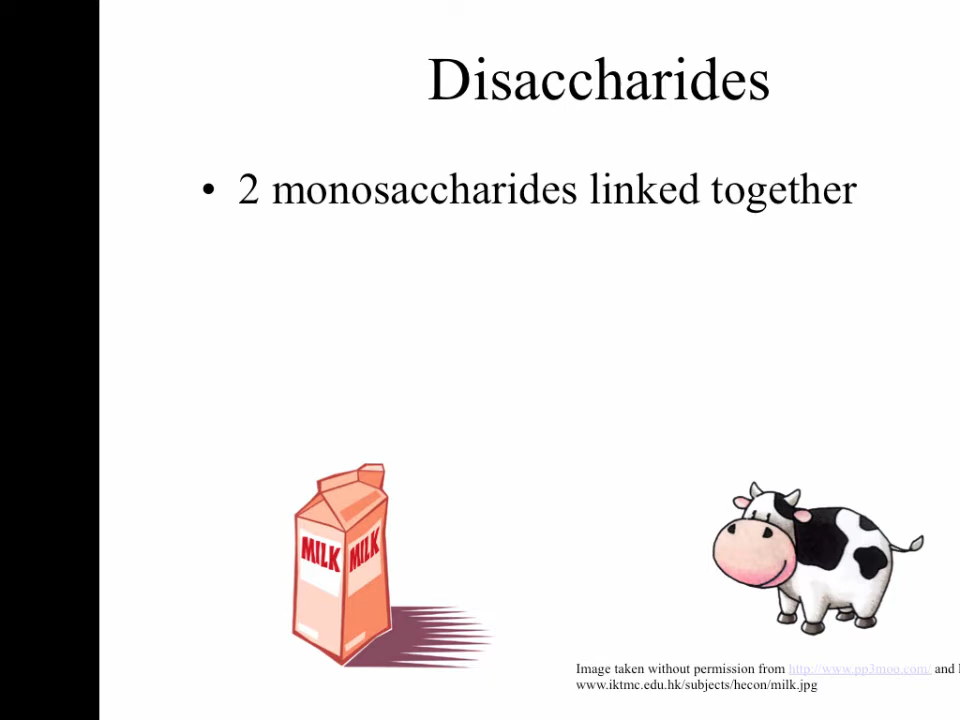 Disaccharides
• 2 monosaccharides linked together
MILK MILK
Image taken without permission from http://www.pp3moo.com/ and
www.iktmc.edu.hk/subjects/hecon/milk.jpg